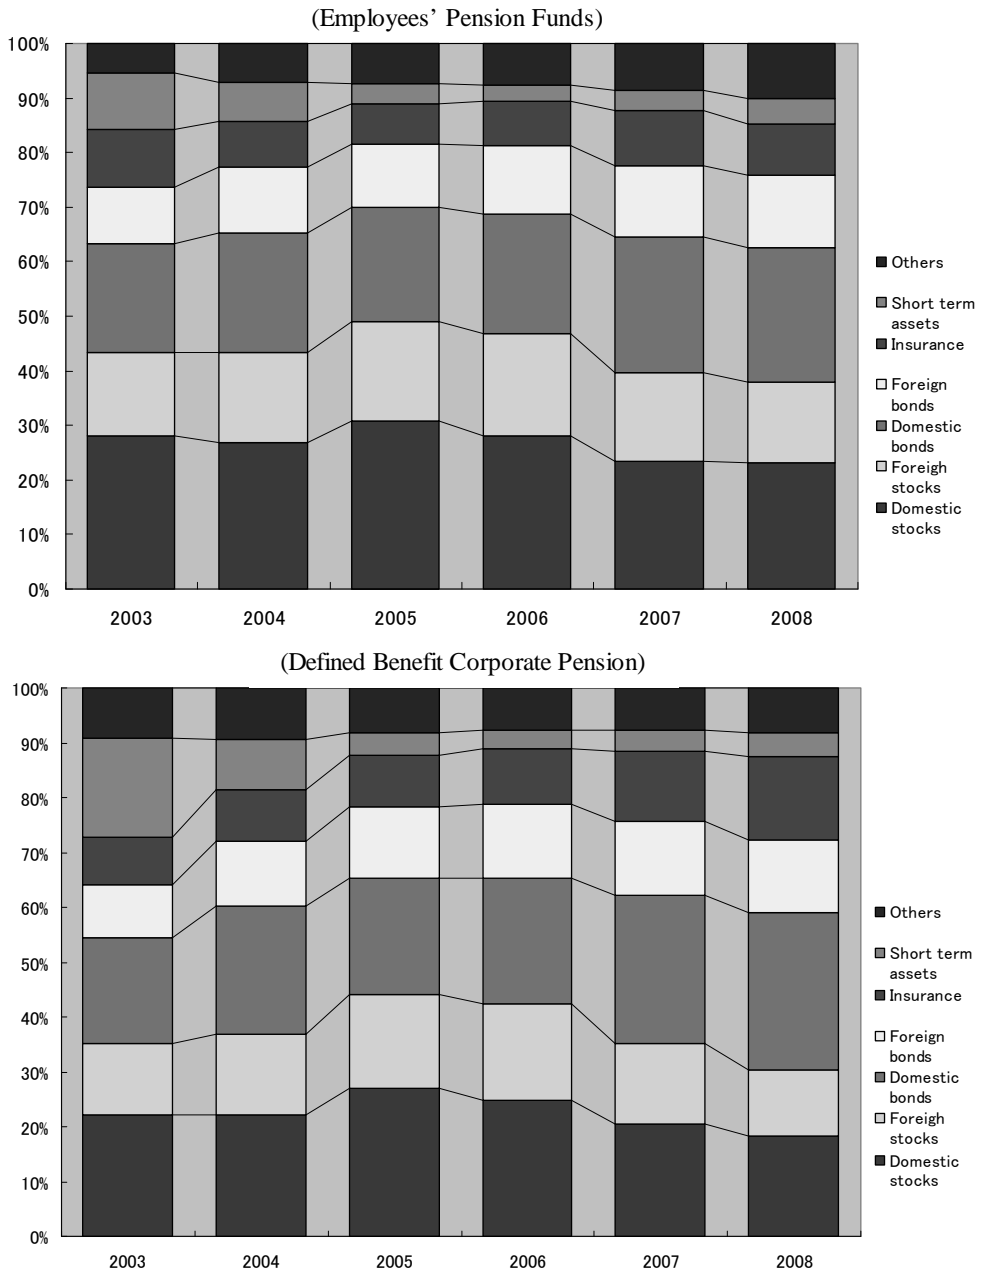 (Employees' Pension Funds)
100%
90%
80%
70%
60%
50%
40%
30%
20%
10%
0%
2003 2004 2005 2006 2007 2008
Others
Short term
assets
Insurance
Foreign
bonds
Domestic
bonds
Foreigh
stocks
Domestic
stocks
(Defined Benefit Corporate Pension)
100%
90%
80%
70%
60%
50%
40%
30%
20%
10%
0%
2003 2004 2005 2006 2007 2008
Others
Short term
assets
Insurance
Foreign
bonds
Domestic
bonds
Foreigh
stocks
Domestic
stocks